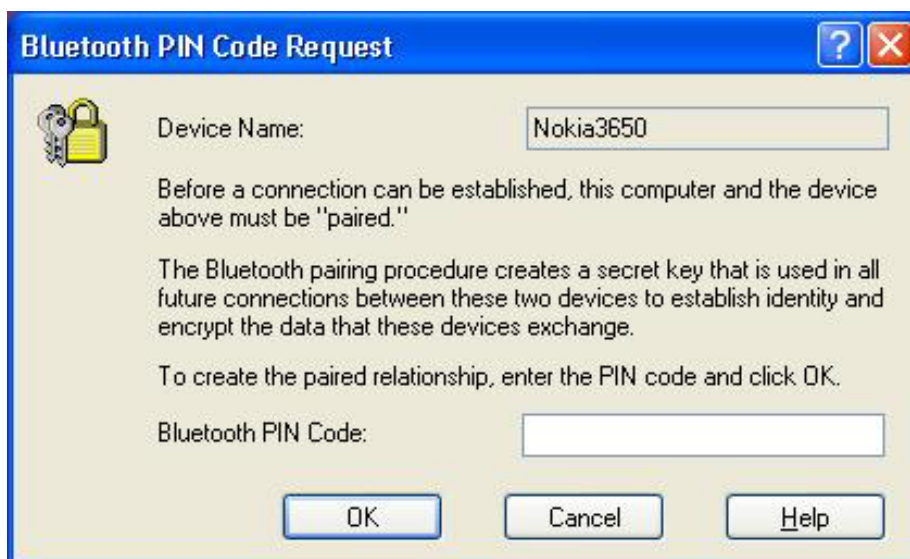 Bluetooth PIN Code Request
Device Name: Nokia3650
Before a connection can be established, this computer and the device
above must be "paired."
The Bluetooth pairing procedure creates a secret key that is used in all
future connections between these two devices to establish identity and
encrypt the data that these devices exchange.
To create the paired relationship, enter the PIN code and click OK.
Bluetooth PIN Code:
OK Cancel Help